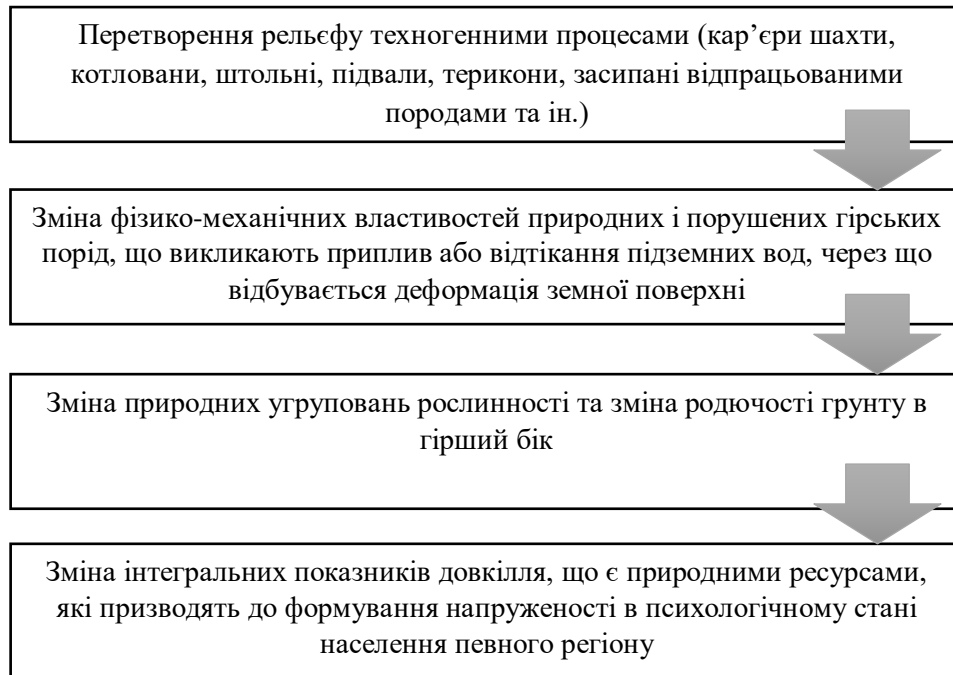 Перетворення рельєфу техногенними процесами (кар’єри шахти,
котловани, штольні, підвали, терикони, засипані відпрацьованими
породами та ін.)
Зміна фізико-механічних властивостей природних і порушених гірських
порід, що викликають приплив або відтікання підземних вод, через що
відбувається деформація земної поверхні
Зміна природних угруповань рослинності та зміна родючості грунту в
гірший бік
Зміна інтегральних показників довкілля, що є природними ресурсами,
які призводять до формування напруженості в психологічному стані
населення певного регіону